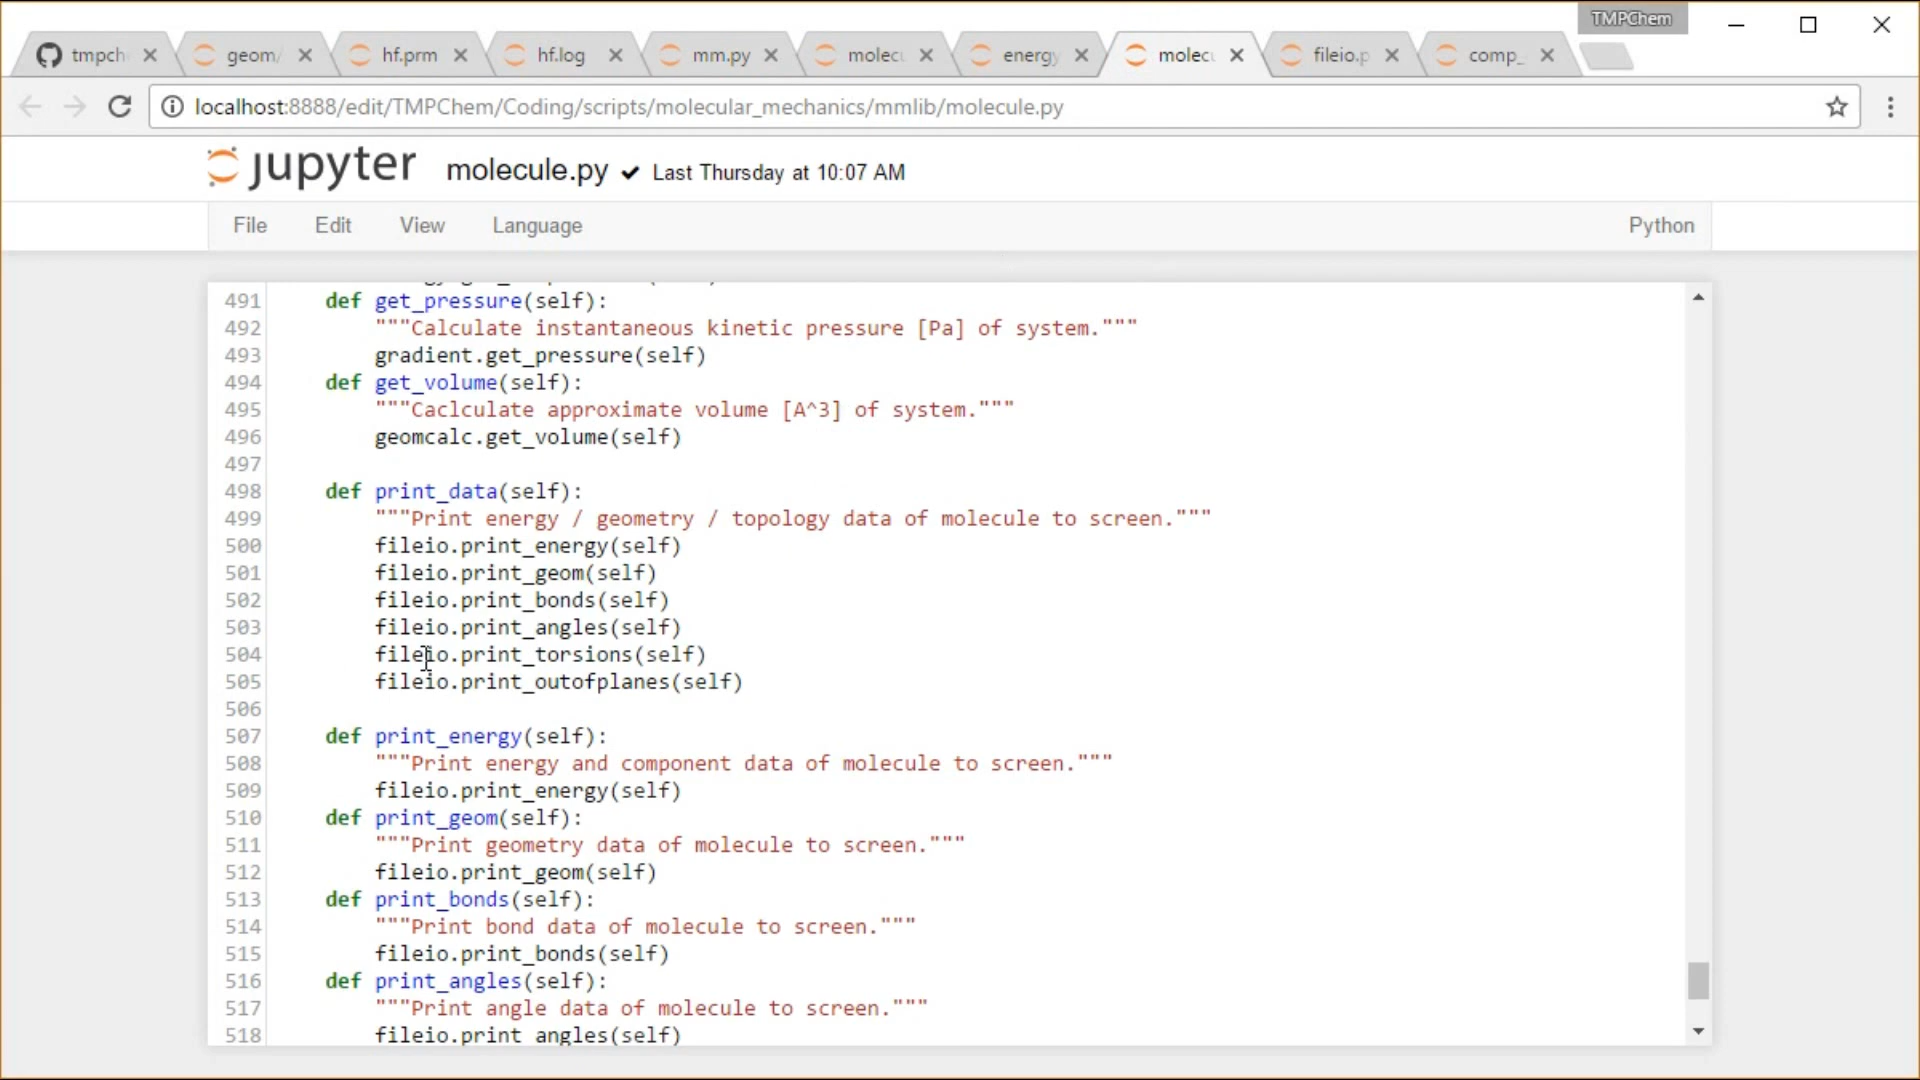 TMPChem
tmpch geom/ hf.prm hf.log mm.py molecu energy molecu fileio.p comp_
localhost:8888/edit/TMPChem/Coding/scripts/molecular_mechanics/mmlib/molecule.py
jupyter molecule.py ✔ Last Thursday at 10:07 AM
File Edit View Language Python
491 def get_pressure(self):
492 """Calculate instantaneous kinetic pressure [Pa] of system."""
493 gradient.get_pressure(self)
494 def get_volume(self):
495 """Caclculate approximate volume [A^3] of system."""
496 geomcalc.get_volume(self)
497
498 def print_data(self):
499 """Print energy / geometry / topology data of molecule to screen."""
500 fileio.print_energy(self)
501 fileio.print_geom(self)
502 fileio.print_bonds(self)
503 fileio.print_angles(self)
504 fileio.print_torsions(self)
505 fileio.print_outofplanes(self)
506
507 def print_energy(self):
508 """Print energy and component data of molecule to screen."""
509 fileio.print_energy(self)
510 def print_geom(self):
511 """Print geometry data of molecule to screen."""
512 fileio.print_geom(self)
513 def print_bonds(self):
514 """Print bond data of molecule to screen."""
515 fileio.print_bonds(self)
516 def print_angles(self):
517 """Print angle data of molecule to screen."""
518 fileio.print_angles(self)